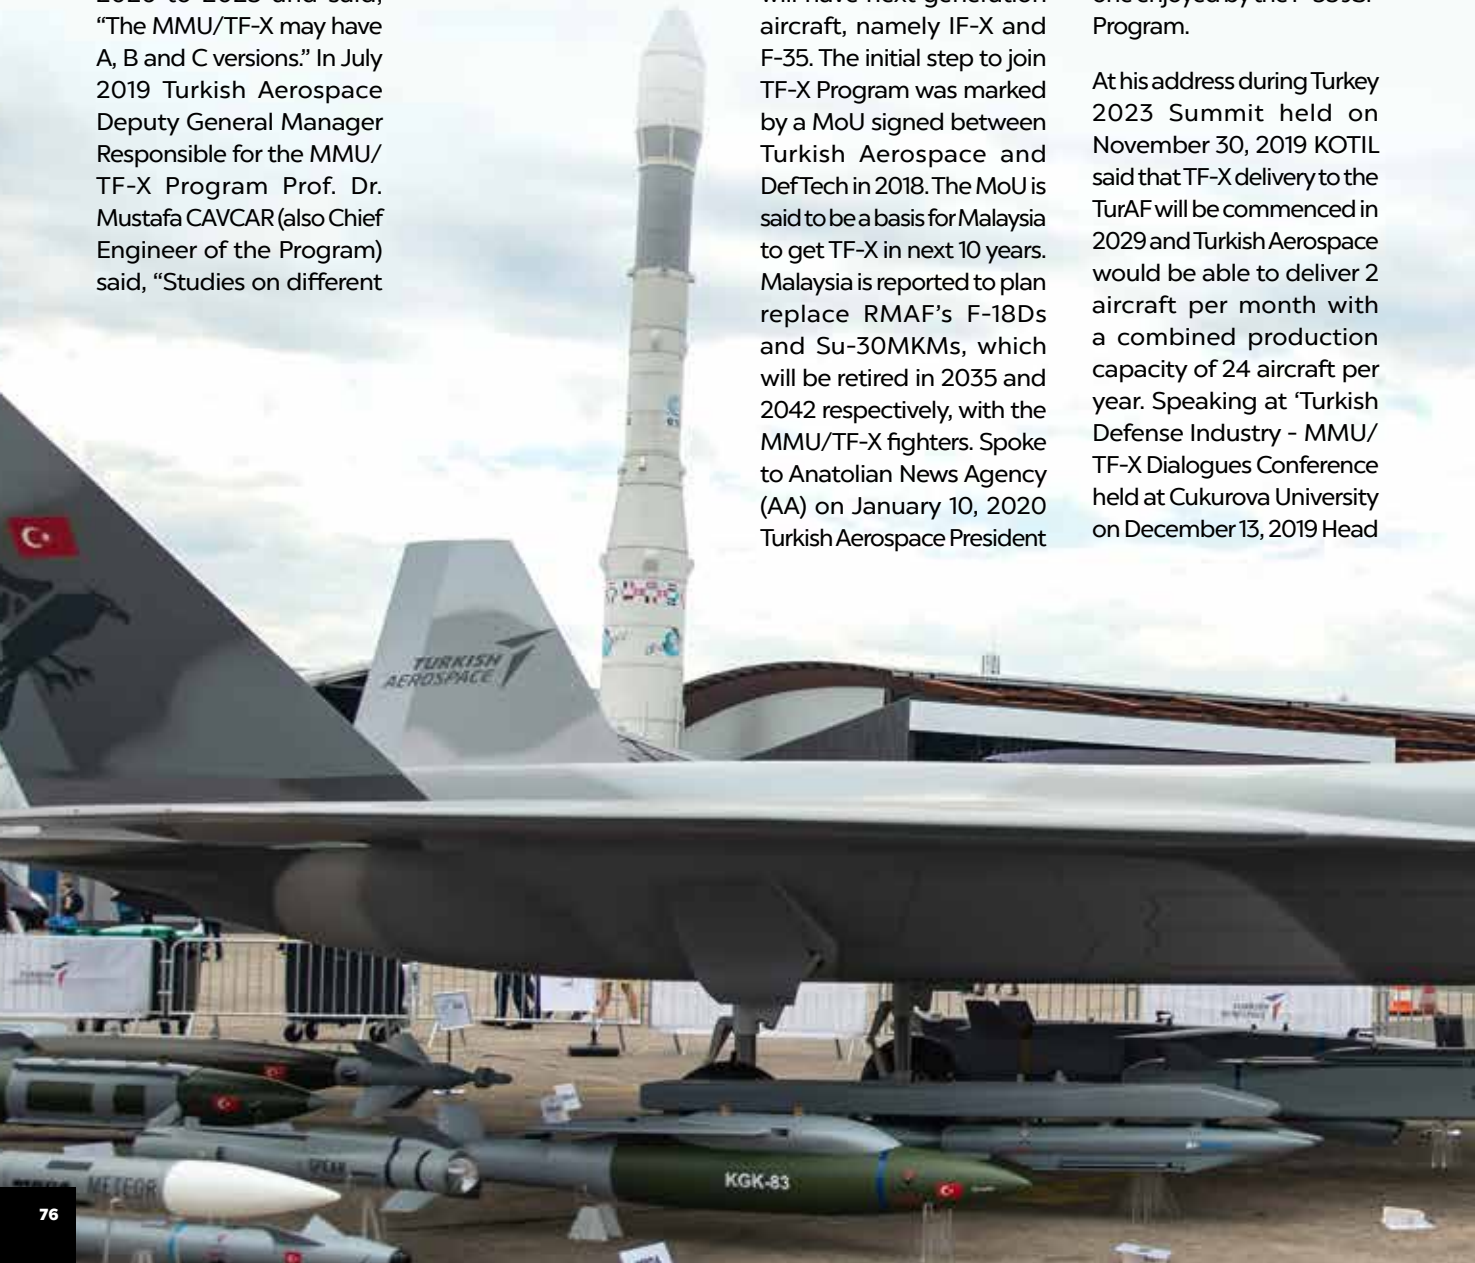 “The MMU/TF-X may have
A, B and C versions.” In July
2019 Turkish Aerospace
Deputy General Manager
Responsible for the MMU/
TF-X Program Prof. Dr.
Mustafa CAVCAR (also Chief
Engineer of the Program)
said, “Studies on different
will have next generation
aircraft, namely IF-X and
F-35. The initial step to join
TF-X Program was marked
by a MoU signed between
Turkish Aerospace and
DefTech in 2018. The MoU is
said to be a basis for Malaysia
to get TF-X in next 10 years.
Malaysia is reported to plan
replace RMAF’s F-18Ds
and Su-30MKMs, which
will be retired in 2035 and
2042 respectively, with the
MMU/TF-X fighters. Spoke
to Anatolian News Agency
(AA) on January 10, 2020
Turkish Aerospace President
Program.
At his address during Turkey
2023 Summit held on
November 30, 2019 KOTIL
said that TF-X delivery to the
TurAF will be commenced in
2029 and Turkish Aerospace
would be able to deliver 2
aircraft per month with
a combined production
capacity of 24 aircraft per
year. Speaking at ‘Turkish
Defense Industry - MMU/
TF-X Dialogues Conference
held at Cukurova University
on December 13, 2019 Head
TURKISH
AEROSPACE
METEOR
KGK-83
76